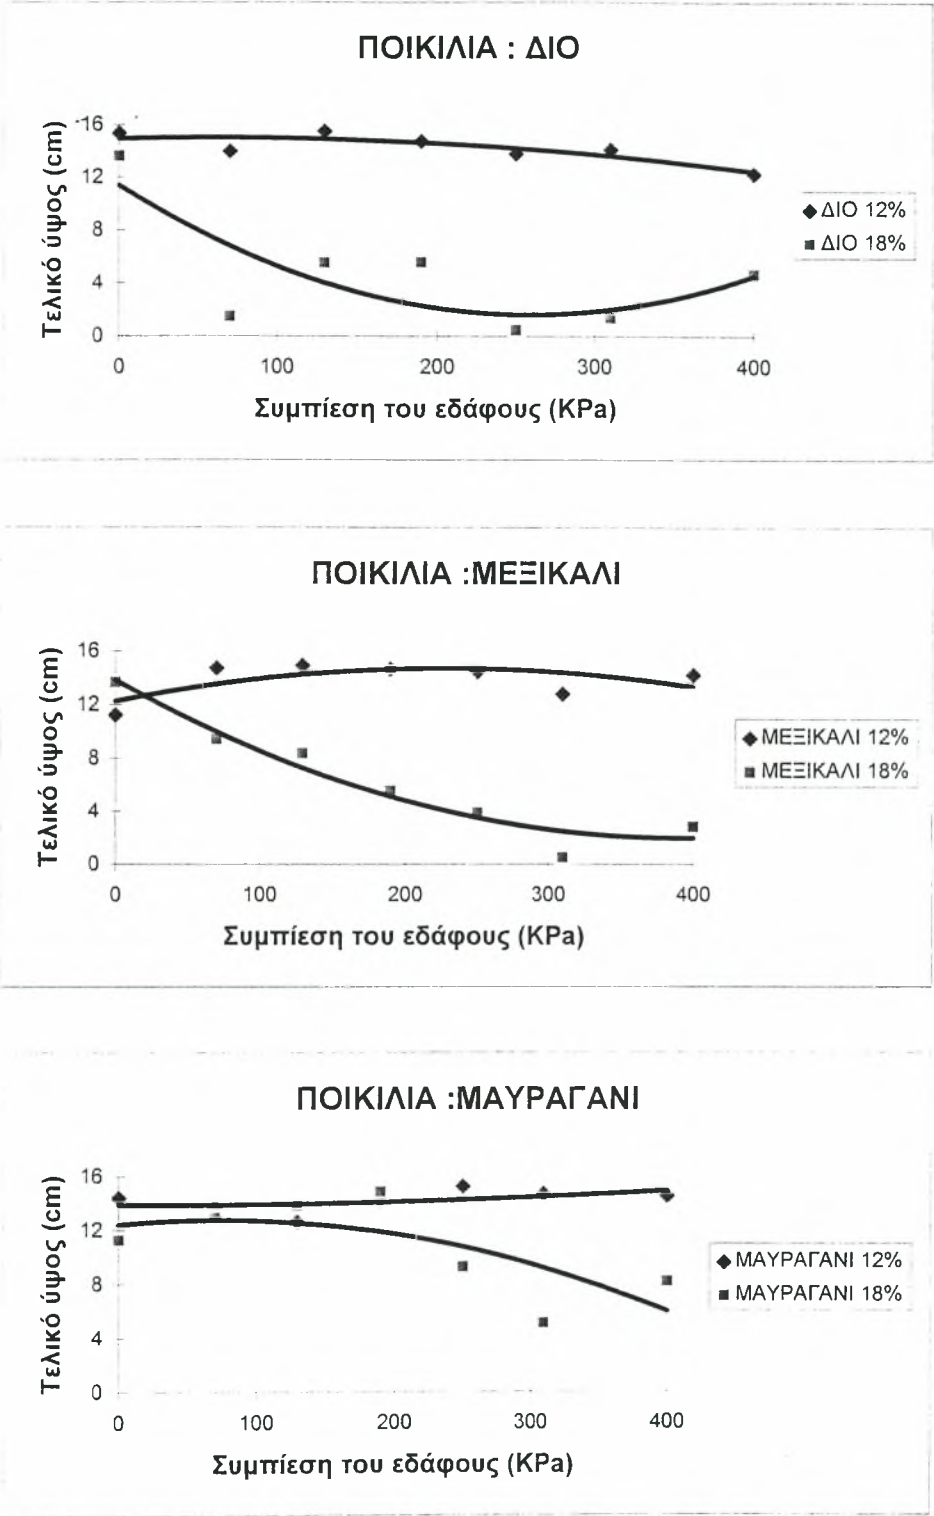 ΠΟΙΚΙΛΙΑ : ΔΙΟ
Τελικό ύψος (cm)
16
12
8
4
0
0 100 200 300 400
Συμπίεση του εδάφους (KPa)
ΔΙΟ 12%
ΔΙΟ 18%
ΠΟΙΚΙΛΙΑ :ΜΕΞΙΚΑΛΙ
Τελικό ύψος (cm)
16
12
8
4
0
0 100 200 300 400
Συμπίεση του εδάφους (KPa)
ΜΕΞΙΚΑΛΙ 12%
ΜΕΞΙΚΑΛΙ 18%
ΠΟΙΚΙΛΙΑ :ΜΑΥΡΑΓΑΝΙ
Τελικό ύψος (cm)
16
12
8
4
0
0 100 200 300 400
Συμπίεση του εδάφους (KPa)
ΜΑΥΡΑΓΑΝΙ 12%
ΜΑΥΡΑΓΑΝΙ 18%